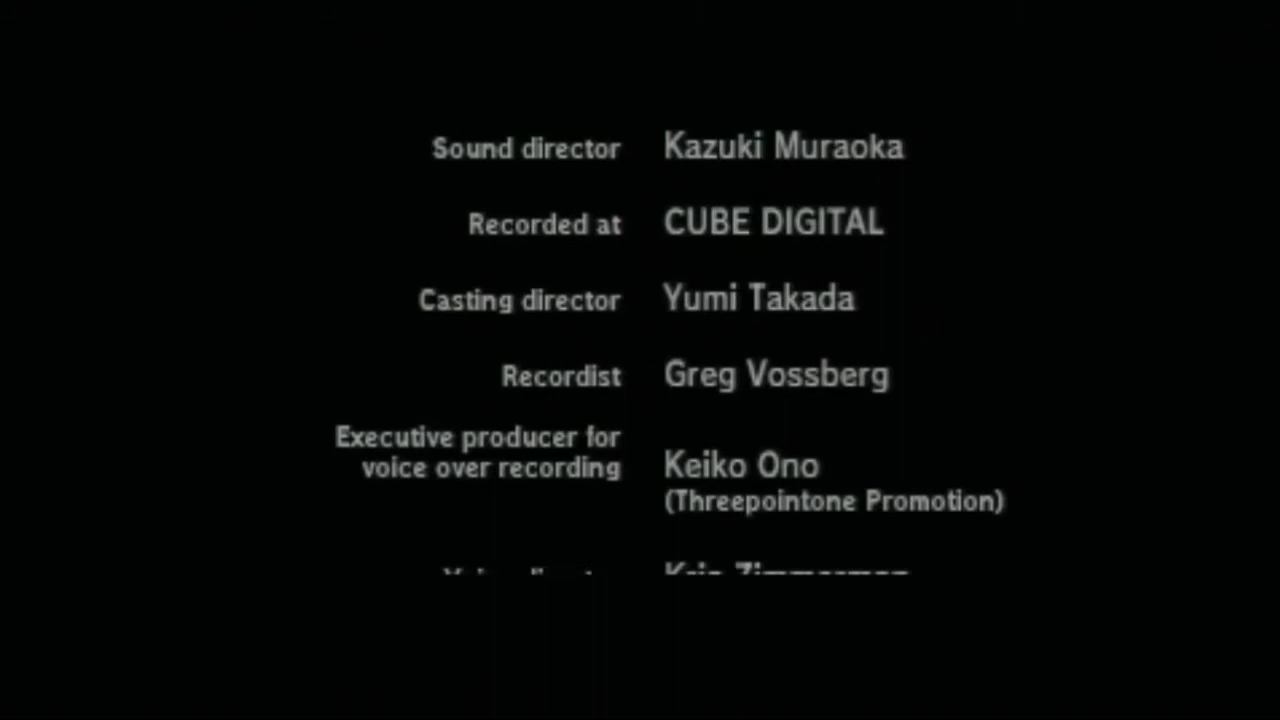 Sound director Kazuki Muraoka
Recorded at CUBE DIGITAL
Casting director Yumi Takada
Recordist Greg Vossberg
Executive producer for
voice over recording Keiko Ono
(Threepointone Promotion)